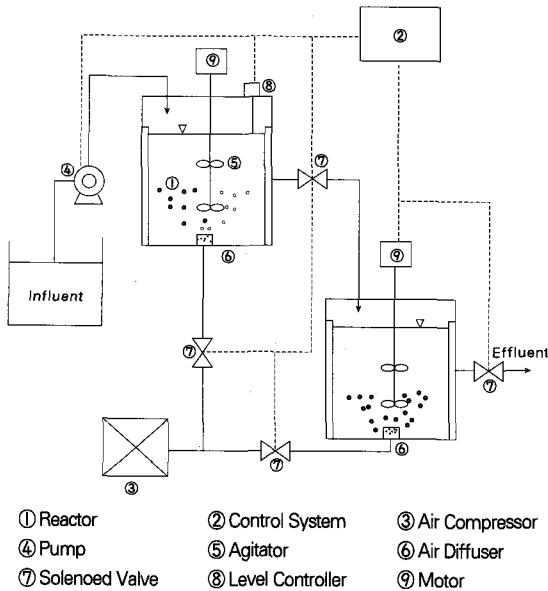 ②
⑨
⑧
④
①
⑤
⑦
⑥
⑨
Influent
⑦
Effluent
⑦
⑦
⑥
③
① Reactor ② Control System ③ Air Compressor
④ Pump ⑤ Agitator ⑥ Air Diffuser
⑦ Solenoed Valve ⑧ Level Controller ⑨ Motor